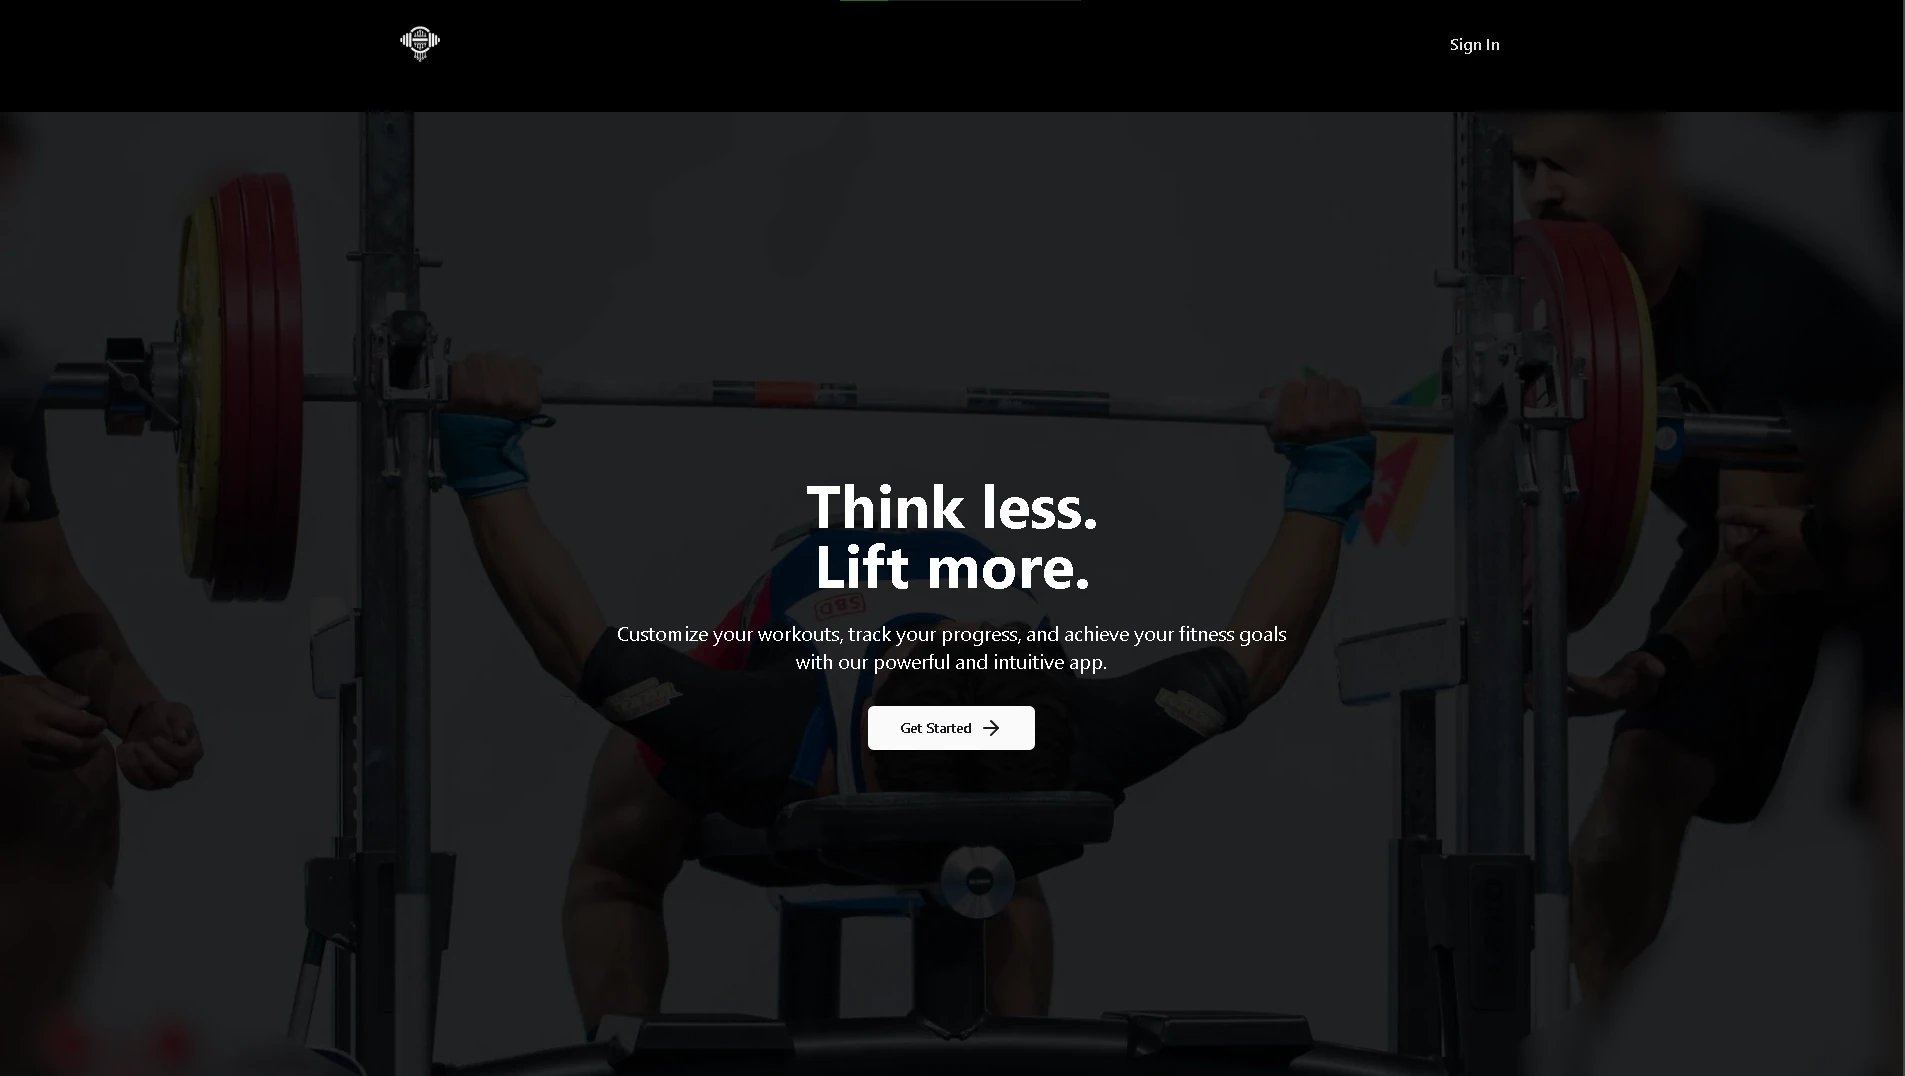 Sign In
Think less.
Lift more.
SBD
Customize your workouts, track your progress, and achieve your fitness goals
with our powerful and intuitive app.
Get Started